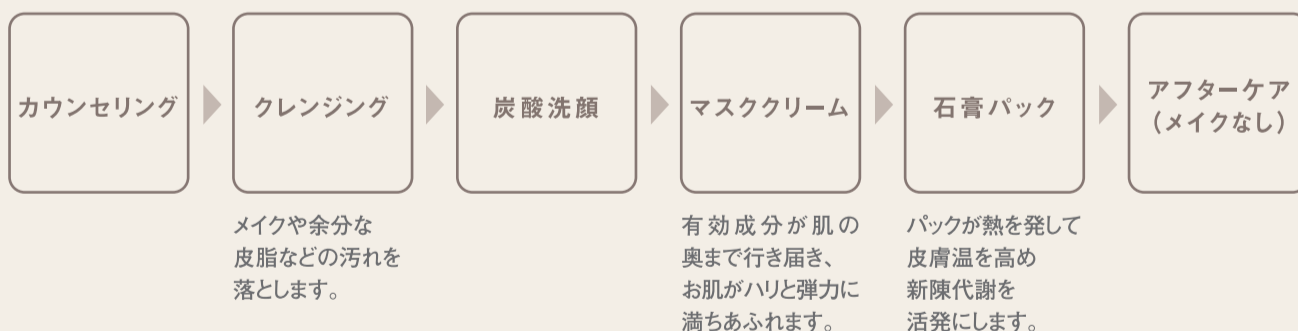 カウンセリング
クレンジング
メイクや余分な
皮脂などの汚れを
落とします。
炭酸洗顔
マスククリーム
有効成分が肌の
奥まで行き届き、
お肌がハリと弾力に
満ちあふれます。
石膏パック
パックが熱を発して
皮膚温を高め
新陳代謝を
活発にします。
アフターケア
(メイクなし)